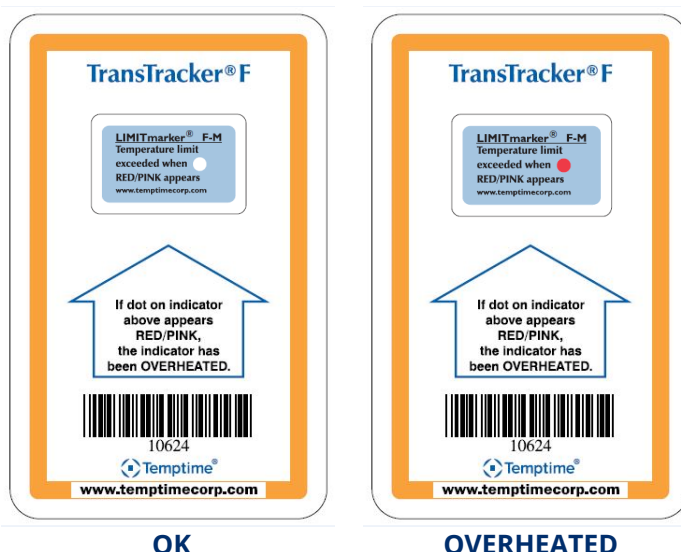 TransTracker®F
LIMITmarker® F-M
Temperature limit
exceeded when
RED/PINK appears
www.temptimecorp.com
If dot on indicator
above appears
RED/PINK,
the indicator has
been OVERHEATED.
10624
Temptime®
www.temptimecorp.com
OK
TransTracker®F
LIMITmarker® F-M
Temperature limit
exceeded when
RED/PINK appears
www.temptimecorp.com
If dot on indicator
above appears
RED/PINK,
the indicator has
been OVERHEATED.
10624
Temptime®
www.temptimecorp.com
OVERHEATED